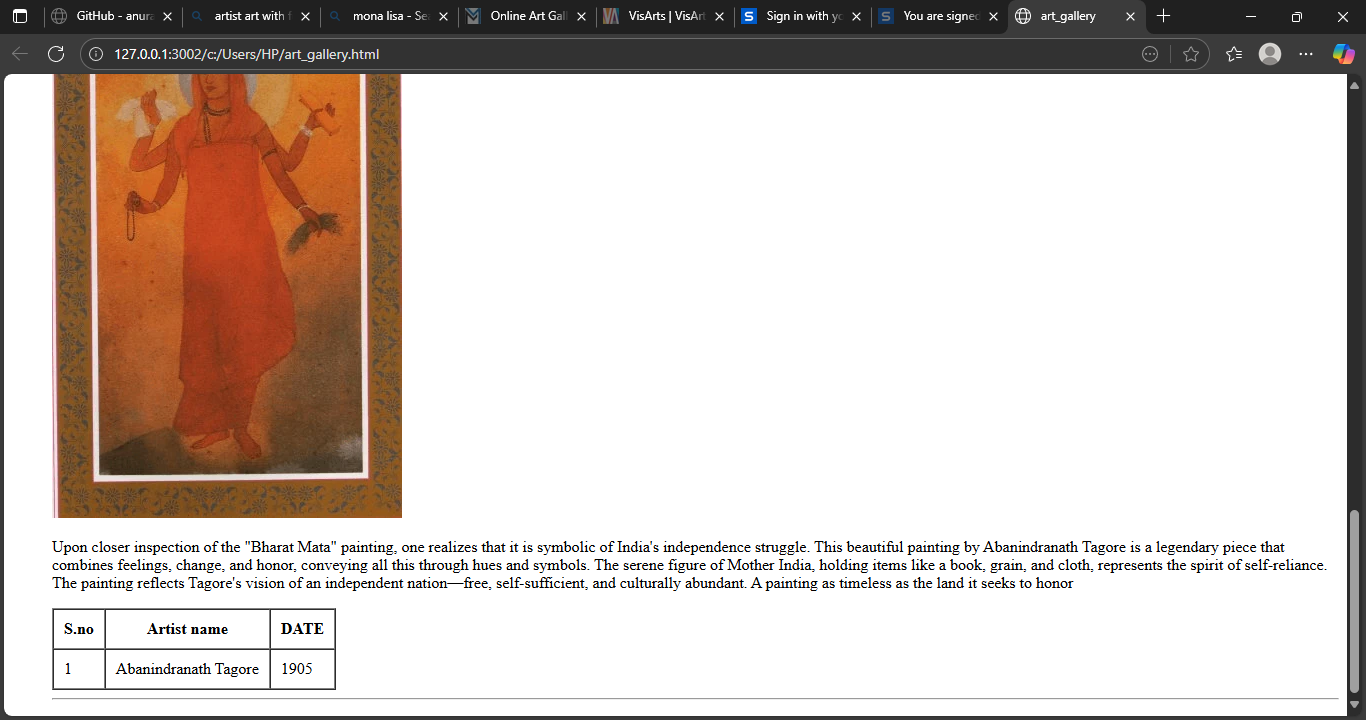 GitHub - anura
artist art with f
mona lisa - Se
Online Art Gal
VisArts | VisArt
Sign in with yo
You are signed
art_gallery
127.0.0.1:3002/c:/Users/HP/art_gallery.html
Upon closer inspection of the "Bharat Mata" painting, one realizes that it is symbolic of India's independence struggle. This beautiful painting by Abanindranath Tagore is a legendary piece that
combines feelings, change, and honor, conveying all this through hues and symbols. The serene figure of Mother India, holding items like a book, grain, and cloth, represents the spirit of self-reliance.
The painting reflects Tagore's vision of an independent nation—free, self-sufficient, and culturally abundant. A painting as timeless as the land it seeks to honor
S.no Artist name DATE
1 Abanindranath Tagore 1905